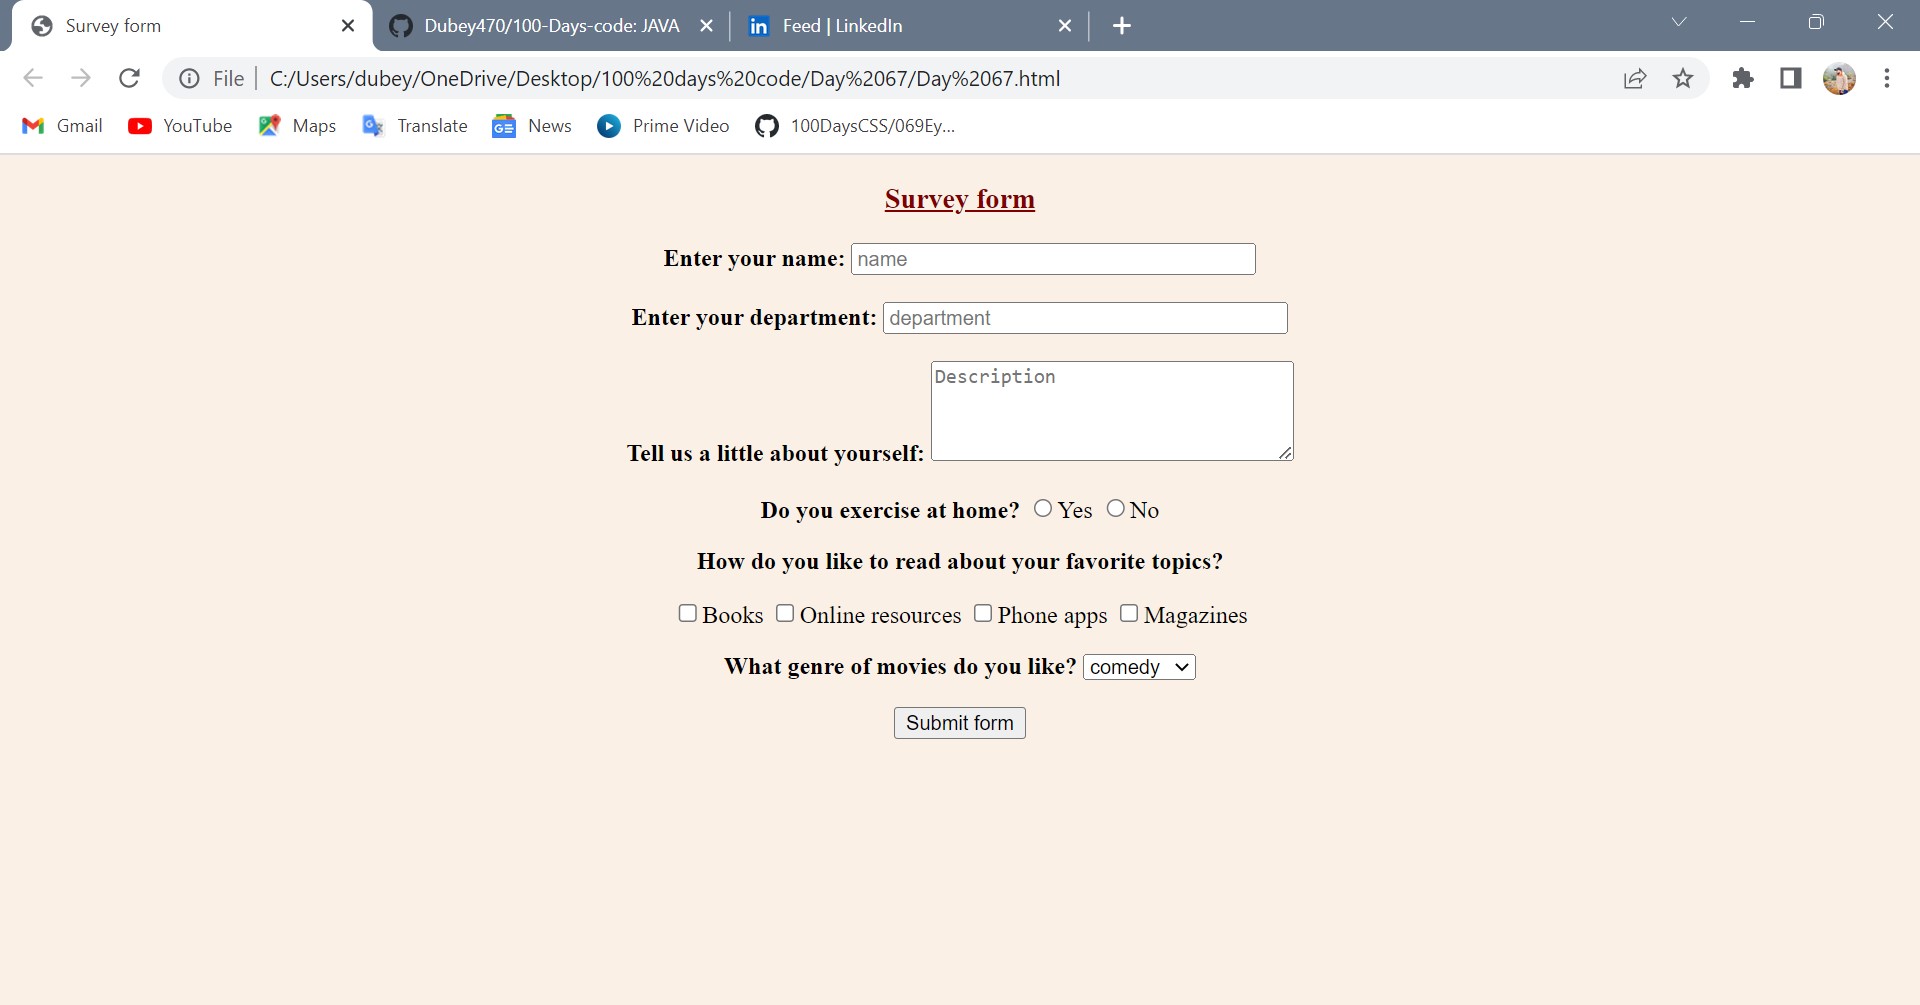 Survey form
Dubey470/100-Days-code: JAVA
in Feed | LinkedIn
File C:/Users/dubey/OneDrive/Desktop/100%20days%20code/Day%2067/Day%2067.html
Gmail YouTube Maps Translate News Prime Video 100DaysCSS/069Ey...
Survey form
Enter your name: name
Enter your department: department
Description
Tell us a little about yourself:
Do you exercise at home? Yes No
How do you like to read about your favorite topics?
Books Online resources Phone apps Magazines
What genre of movies do you like? comedy
Submit form